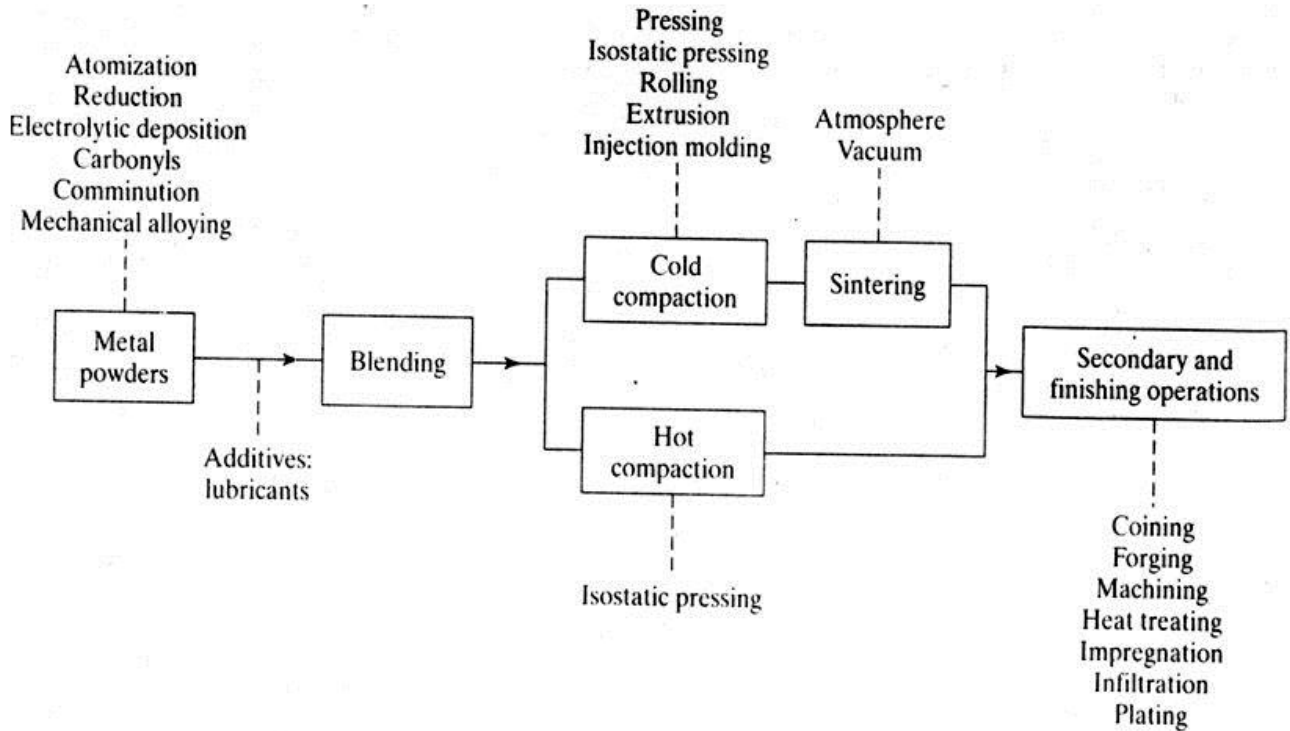 Atomization
Reduction
Electrolytic deposition
Carbonyls
Comminution
Mechanical alloying
Metal
powders
Additives:
lubricants
Blending
Pressing
Isostatic pressing
Rolling
Extrusion
Injection molding
Cold
compaction
Atmosphere
Vacuum
Sintering
Hot
compaction
Isostatic pressing
Secondary and
finishing operations
Coining
Forging
Machining
Heat treating
Impregnation
Infiltration
Plating